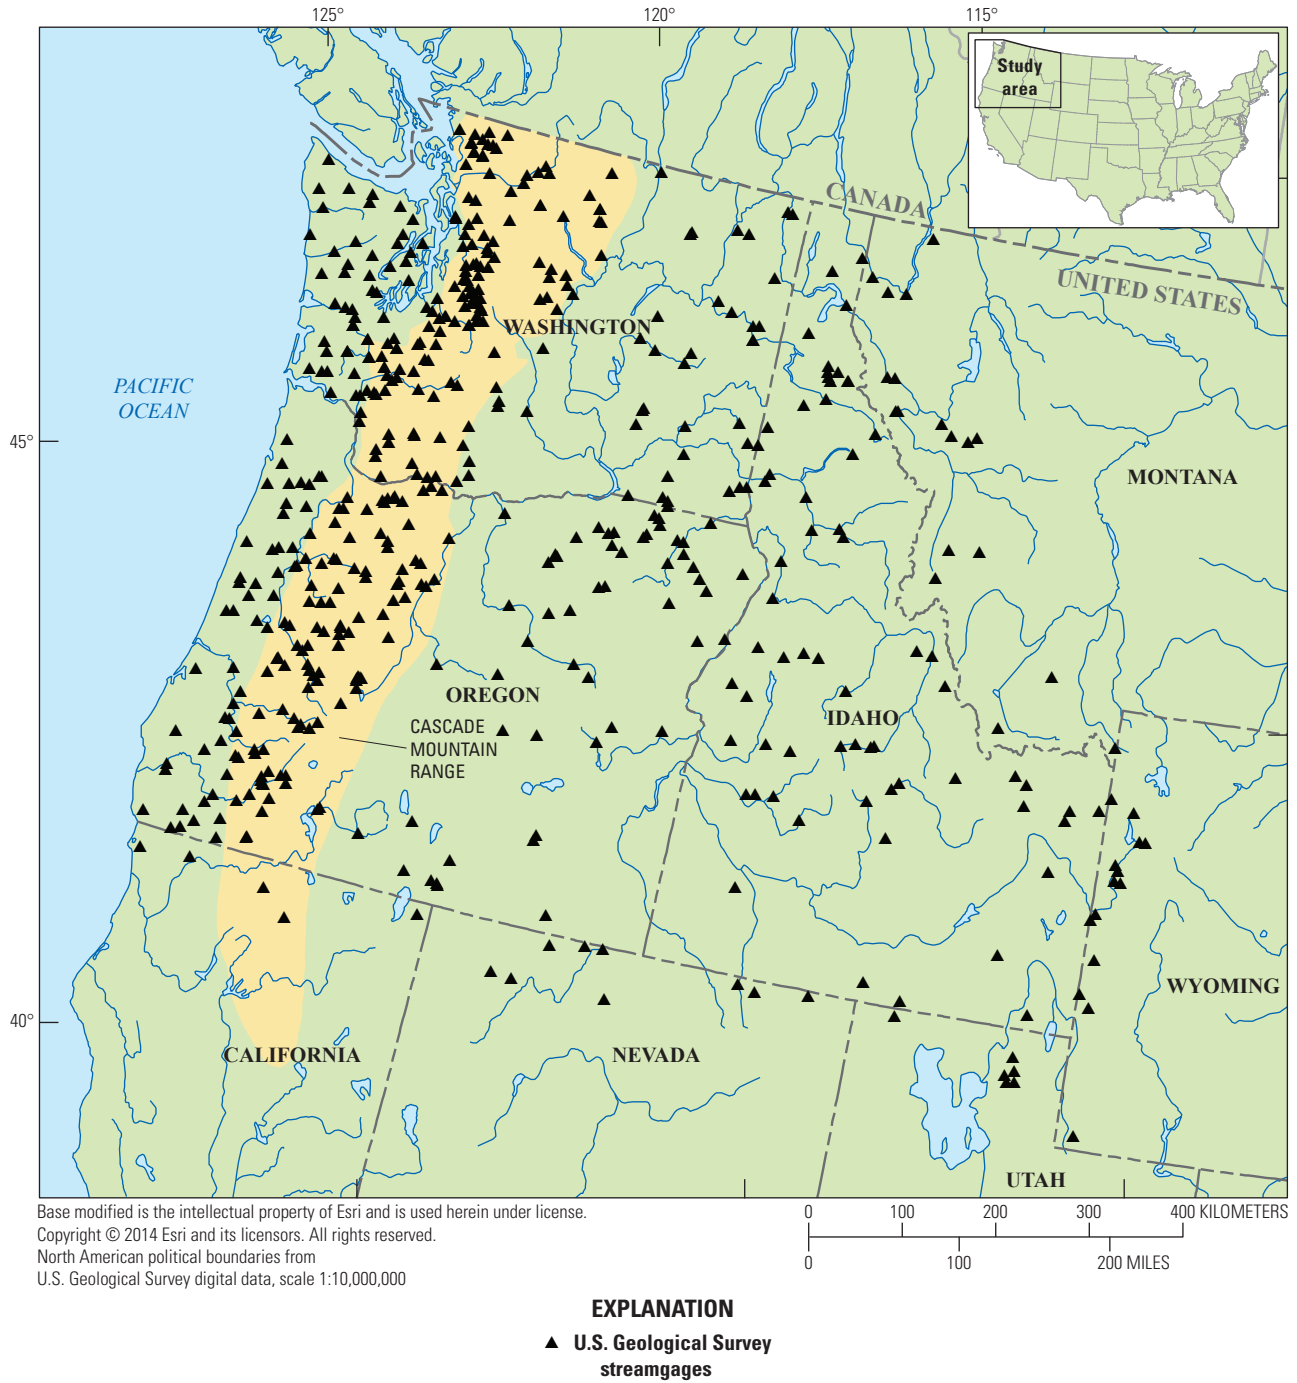 125°
120°
115°
Study
area
CANADA
UNITED STATES
WASHINGTON
PACIFIC
OCEAN
45°
MONTANA
OREGON
IDAHO
CASCADE
MOUNTAIN
RANGE
WYOMING
40°
CALIFORNIA
NEVADA
UTAH
Base modified is the intellectual property of Esri and is used herein under license.
Copyright © 2014 Esri and its licensors. All rights reserved.
North American political boundaries from
U.S. Geological Survey digital data, scale 1:10,000,000
0 100 200 300 400 KILOMETERS
0 100 200 MILES
EXPLANATION
U.S. Geological Survey
streamgages